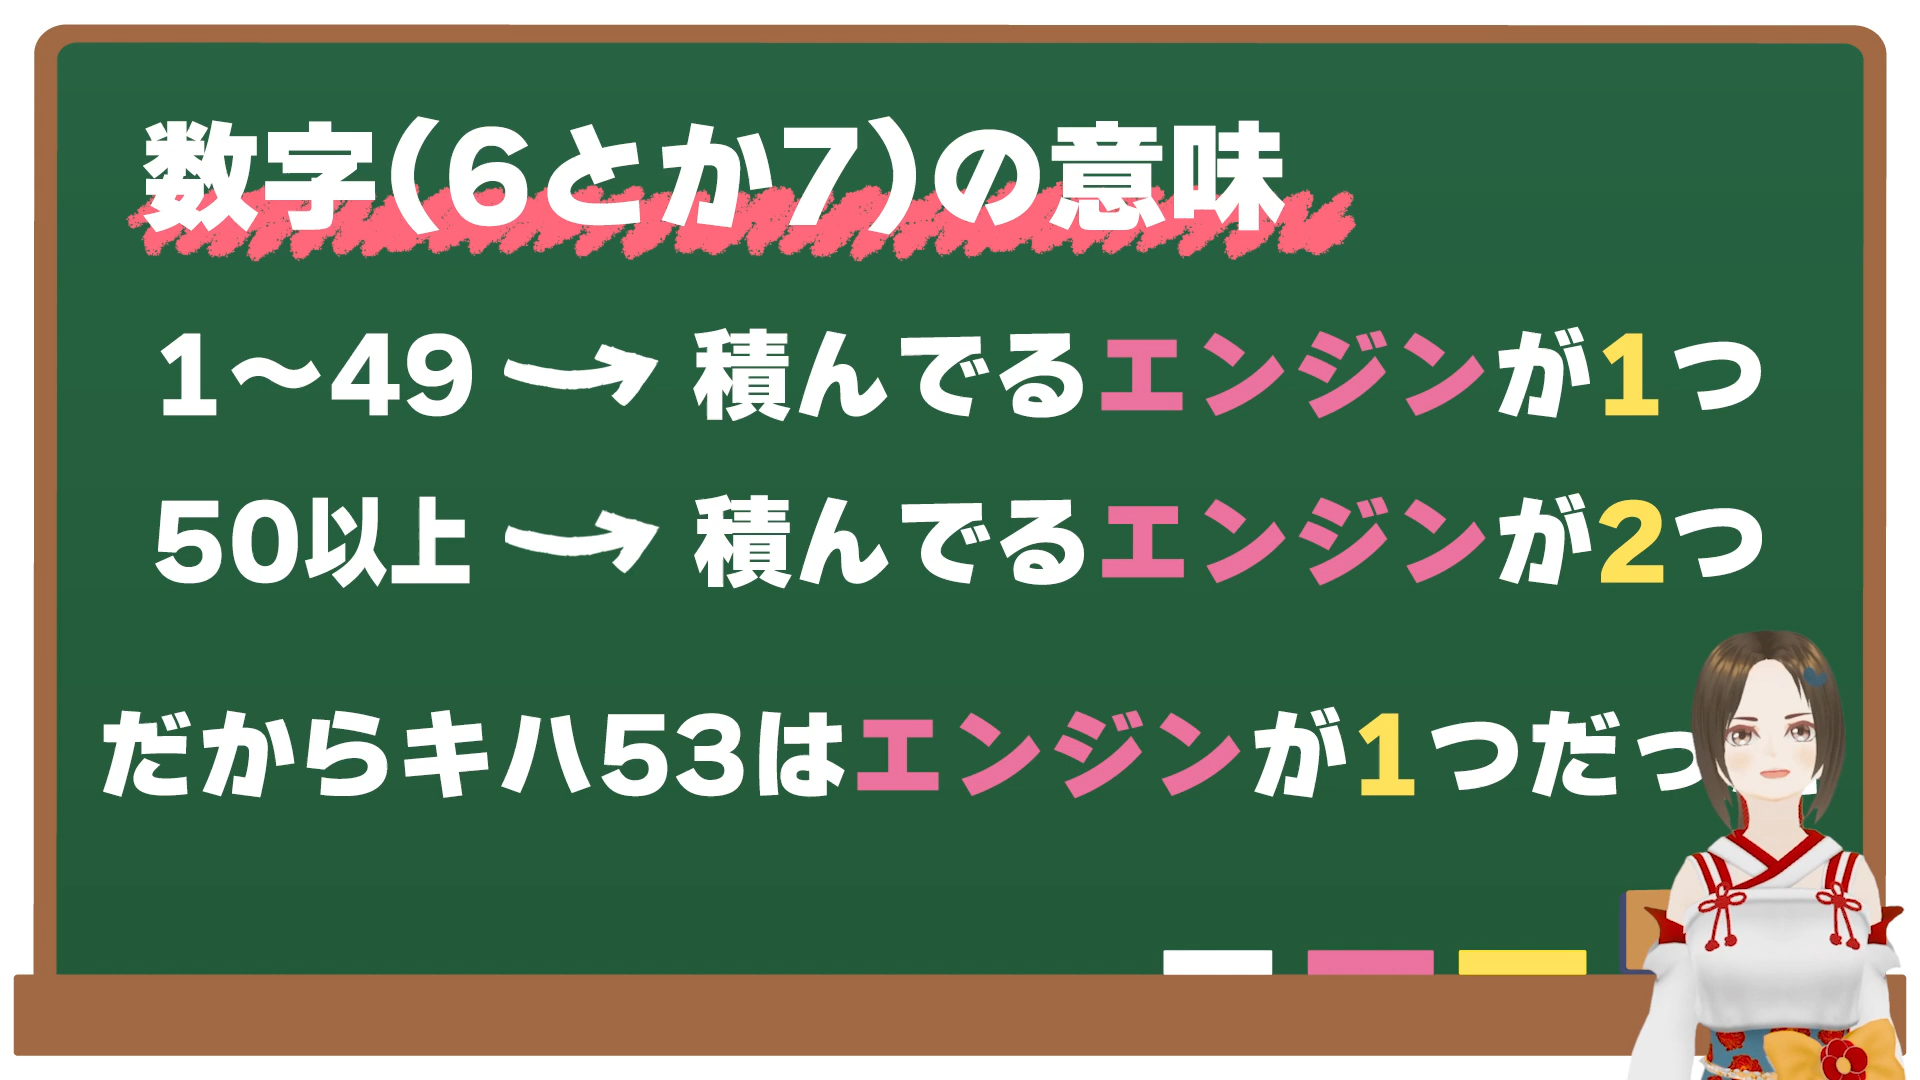 数字(6とか7)の意味
1～49 → 積んでるエンジンが1つ
50以上 → 積んでるエンジンが2つ
だからキハ53はエンジンが1つだっ